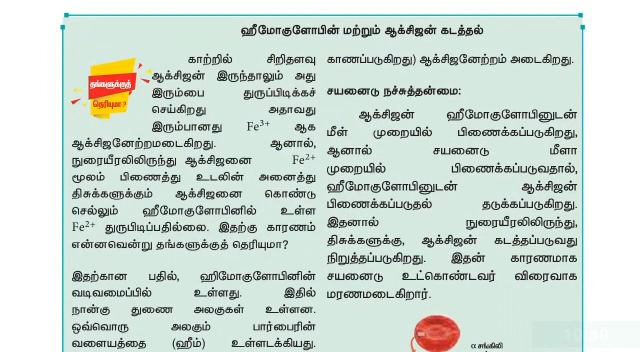 ஹீமோகுளோபின் மற்றும் ஆக்சிஜன் கடத்தல்
தங்களுக்குத்
தெரியுமா ?
காற்றில் சிறிதளவு
ஆக்சிஜன் இருந்தாலும் அது
இரும்பை துருப்பிடிக்கச்
செய்கிறது அதாவது
இரும்பானது Fe³⁺ ஆக
ஆக்சிஜனேற்றமடைகிறது. ஆனால்,
நுரையீரலிலிருந்து ஆக்சிஜனை Fe²⁺
மூலம் பிணைத்து உடலின் அனைத்து
திசுக்களுக்கும் ஆக்சிஜனை கொண்டு
செல்லும் ஹீமோகுளோபினில் உள்ள
Fe²⁺ துருபிடிப்பதில்லை. இதற்கு காரணம்
என்னவென்று தங்களுக்குத் தெரியுமா?
இதற்கான பதில், ஹிமோகுளோபினின்
வடிவமைப்பில் உள்ளது. இதில்
நான்கு துணை அலகுகள் உள்ளன.
ஒவ்வொரு அலகும் பார்பைரின்
வளையத்தை (ஹீம்) உள்ளடக்கியது.
காணப்படுகிறது) ஆக்சிஜனேற்றம் அடைகிறது.
சயனைடு நச்சுத்தன்மை:
ஆக்சிஜன் ஹீமோகுளோபினுடன்
மீள் முறையில் பிணைக்கப்படுகிறது,
ஆனால் சயனைடு மீளா
முறையில் பிணைக்கப்படுவதால்,
ஹீமோகுளோபினுடன் ஆக்சிஜன்
பிணைக்கப்படுதல் தடுக்கப்படுகிறது.
இதனால் நுரையீரலிலிருந்து,
திசுக்களுக்கு, ஆக்சிஜன் கடத்தப்படுவது
நிறுத்தப்படுகிறது. இதன் காரணமாக
சயனைடு உட்கொண்டவர் விரைவாக
மரணமடைகிறார்.
α சங்கிலி